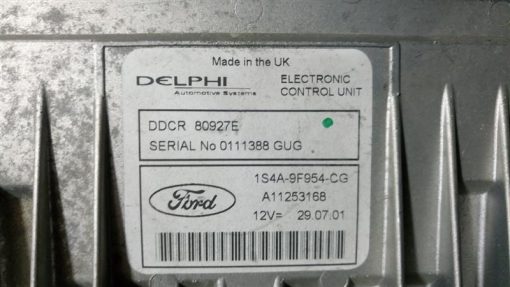 Made in the UK
DELPHI
Automotive Systems
ELECTRONIC
CONTROL UNIT
DDCR 80927E
SERIAL No 0111388 GUG
Ford
1S4A-9F954-CG
A11253168
12V= 29.07.01